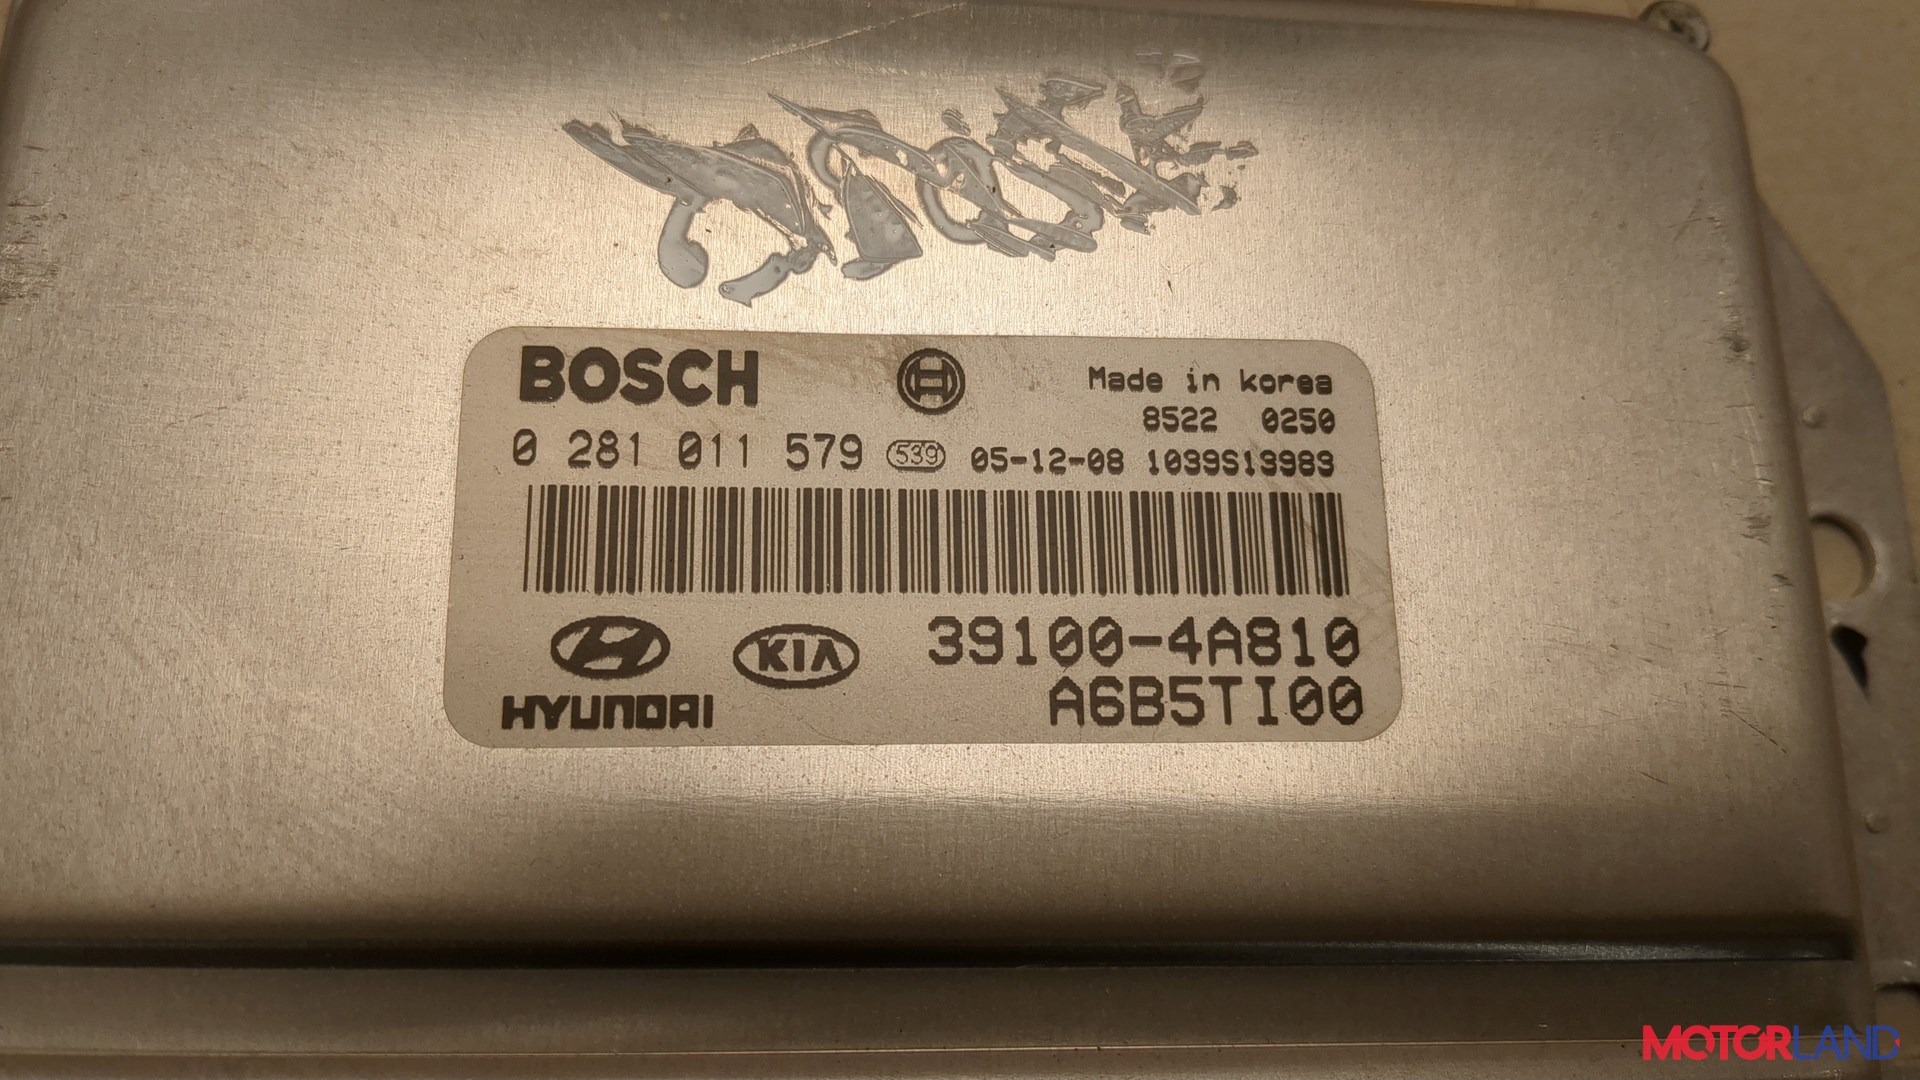 BOSCH
Made in korea
8522 0250
0 281 011 579 539 05-12-08 1039S13983
HYUNDAI
KIA
39100-4A810
A6B5TI00
MOTORLAND